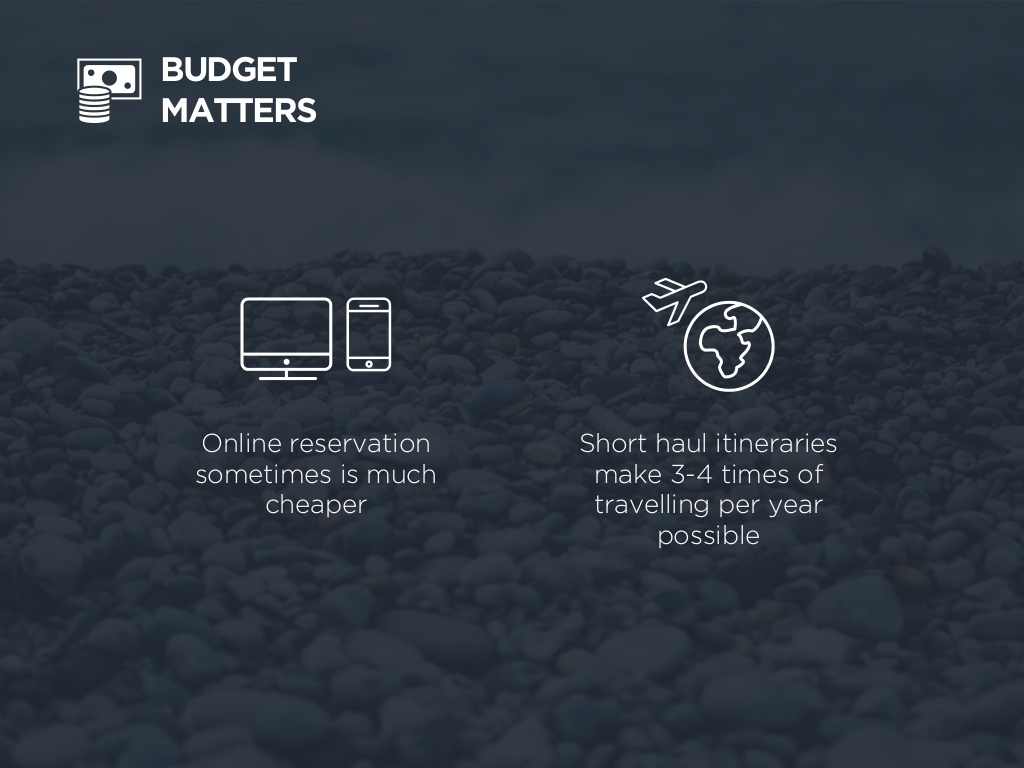 BUDGET
MATTERS
Online reservation
sometimes is much
cheaper
Short haul itineraries
make 3-4 times of
travelling per year
possible